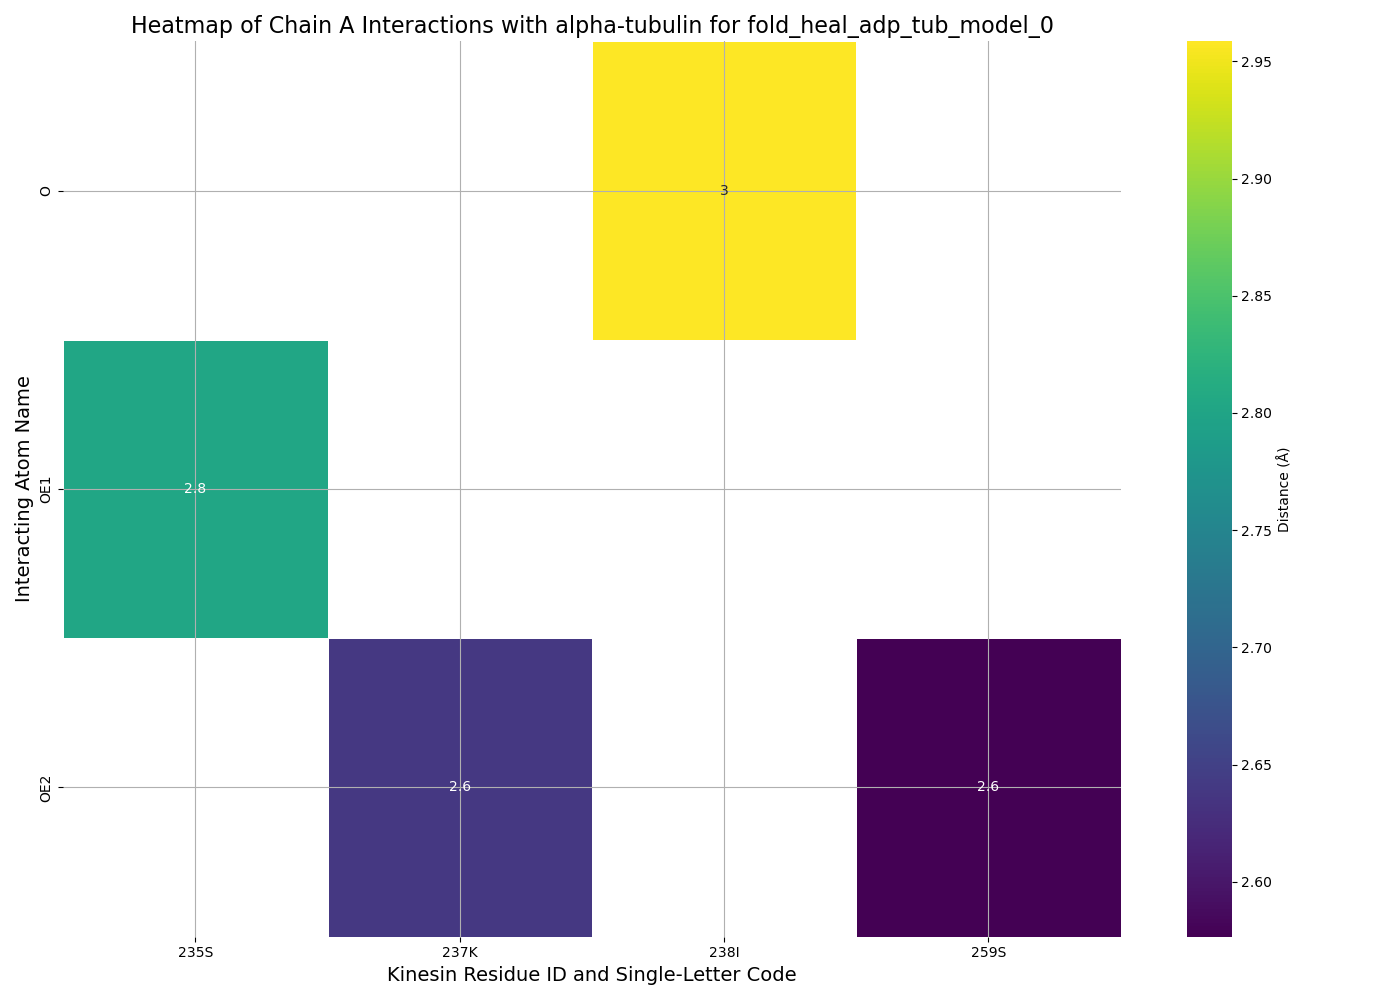 Heatmap of Chain A Interactions with alpha-tubulin for fold_heal_adp_tub_model_0
Interacting Atom Name
O
OE1
OE2
3
2.8
2.6
2.6
235S
237K
238I
259S
Kinesin Residue ID and Single-Letter Code
2.95
2.90
2.85
2.80
2.75
2.70
2.65
2.60
Distance (Å)